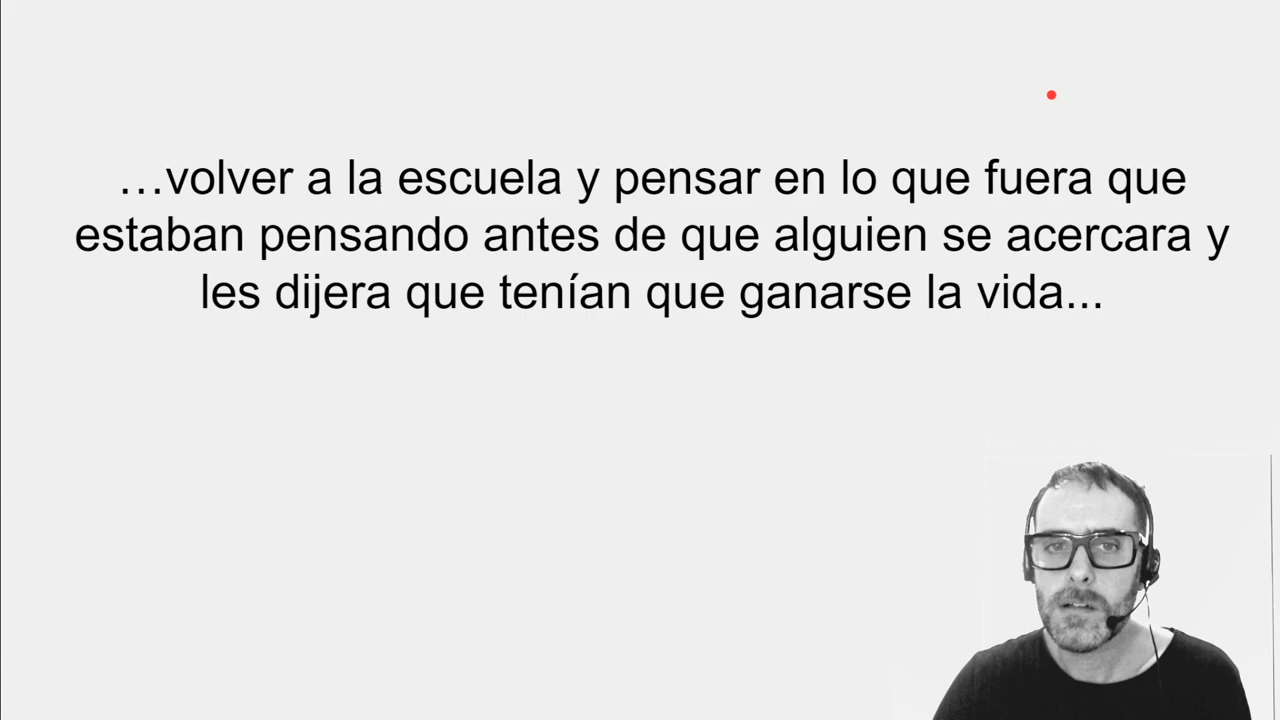 …volver a la escuela y pensar en lo que fuera que
estaban pensando antes de que alguien se acercara y
les dijera que tenían que ganarse la vida...